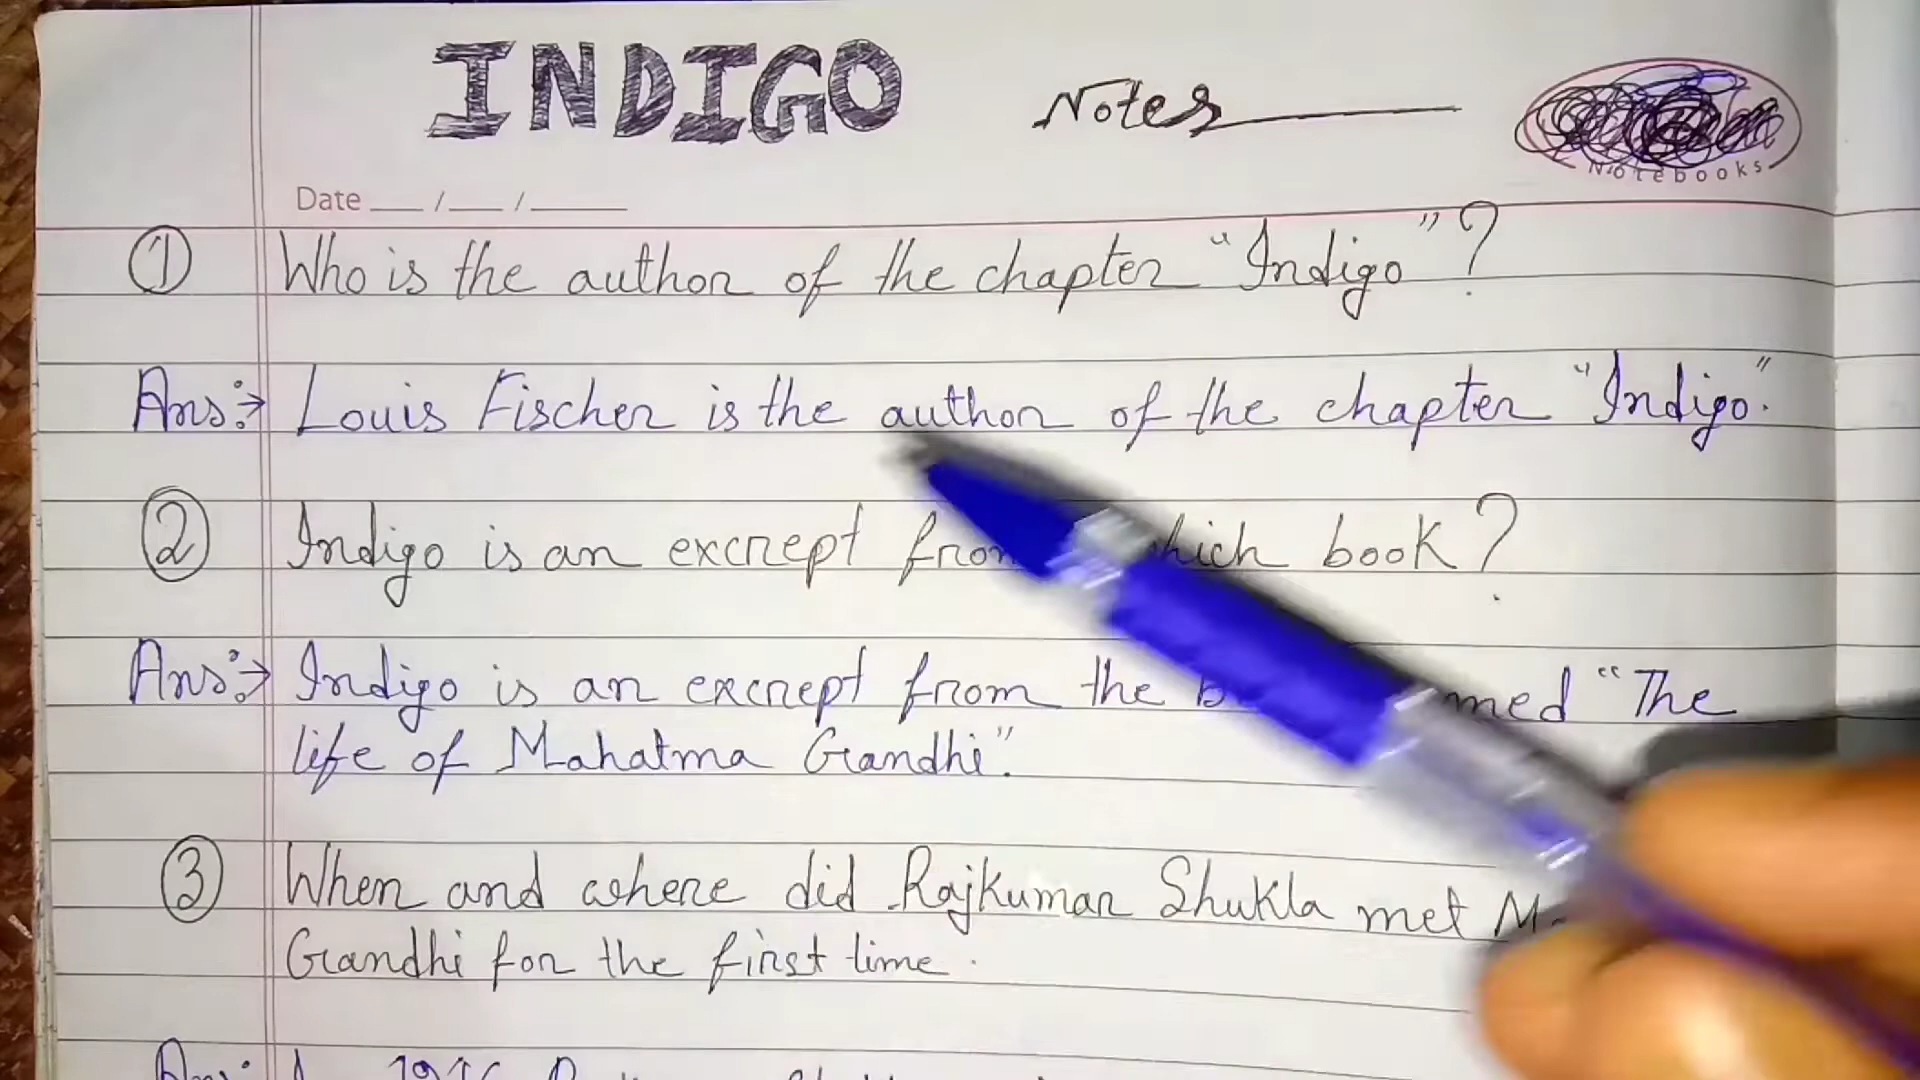 INDIGO Notes
Notebooks
Date __ / __ / ____
① Who is the author of the chapter "Indigo"?
Ans:→ Louis Fischer is the author of the chapter "Indigo."
② Indigo is an excrept from which book?
Ans:→ Indigo is an excrept from the "The
life of Mahatma Gandhi".
③ When and where did Rajkumar Shukla met
Gandhi for the first time.
Ans: 1916